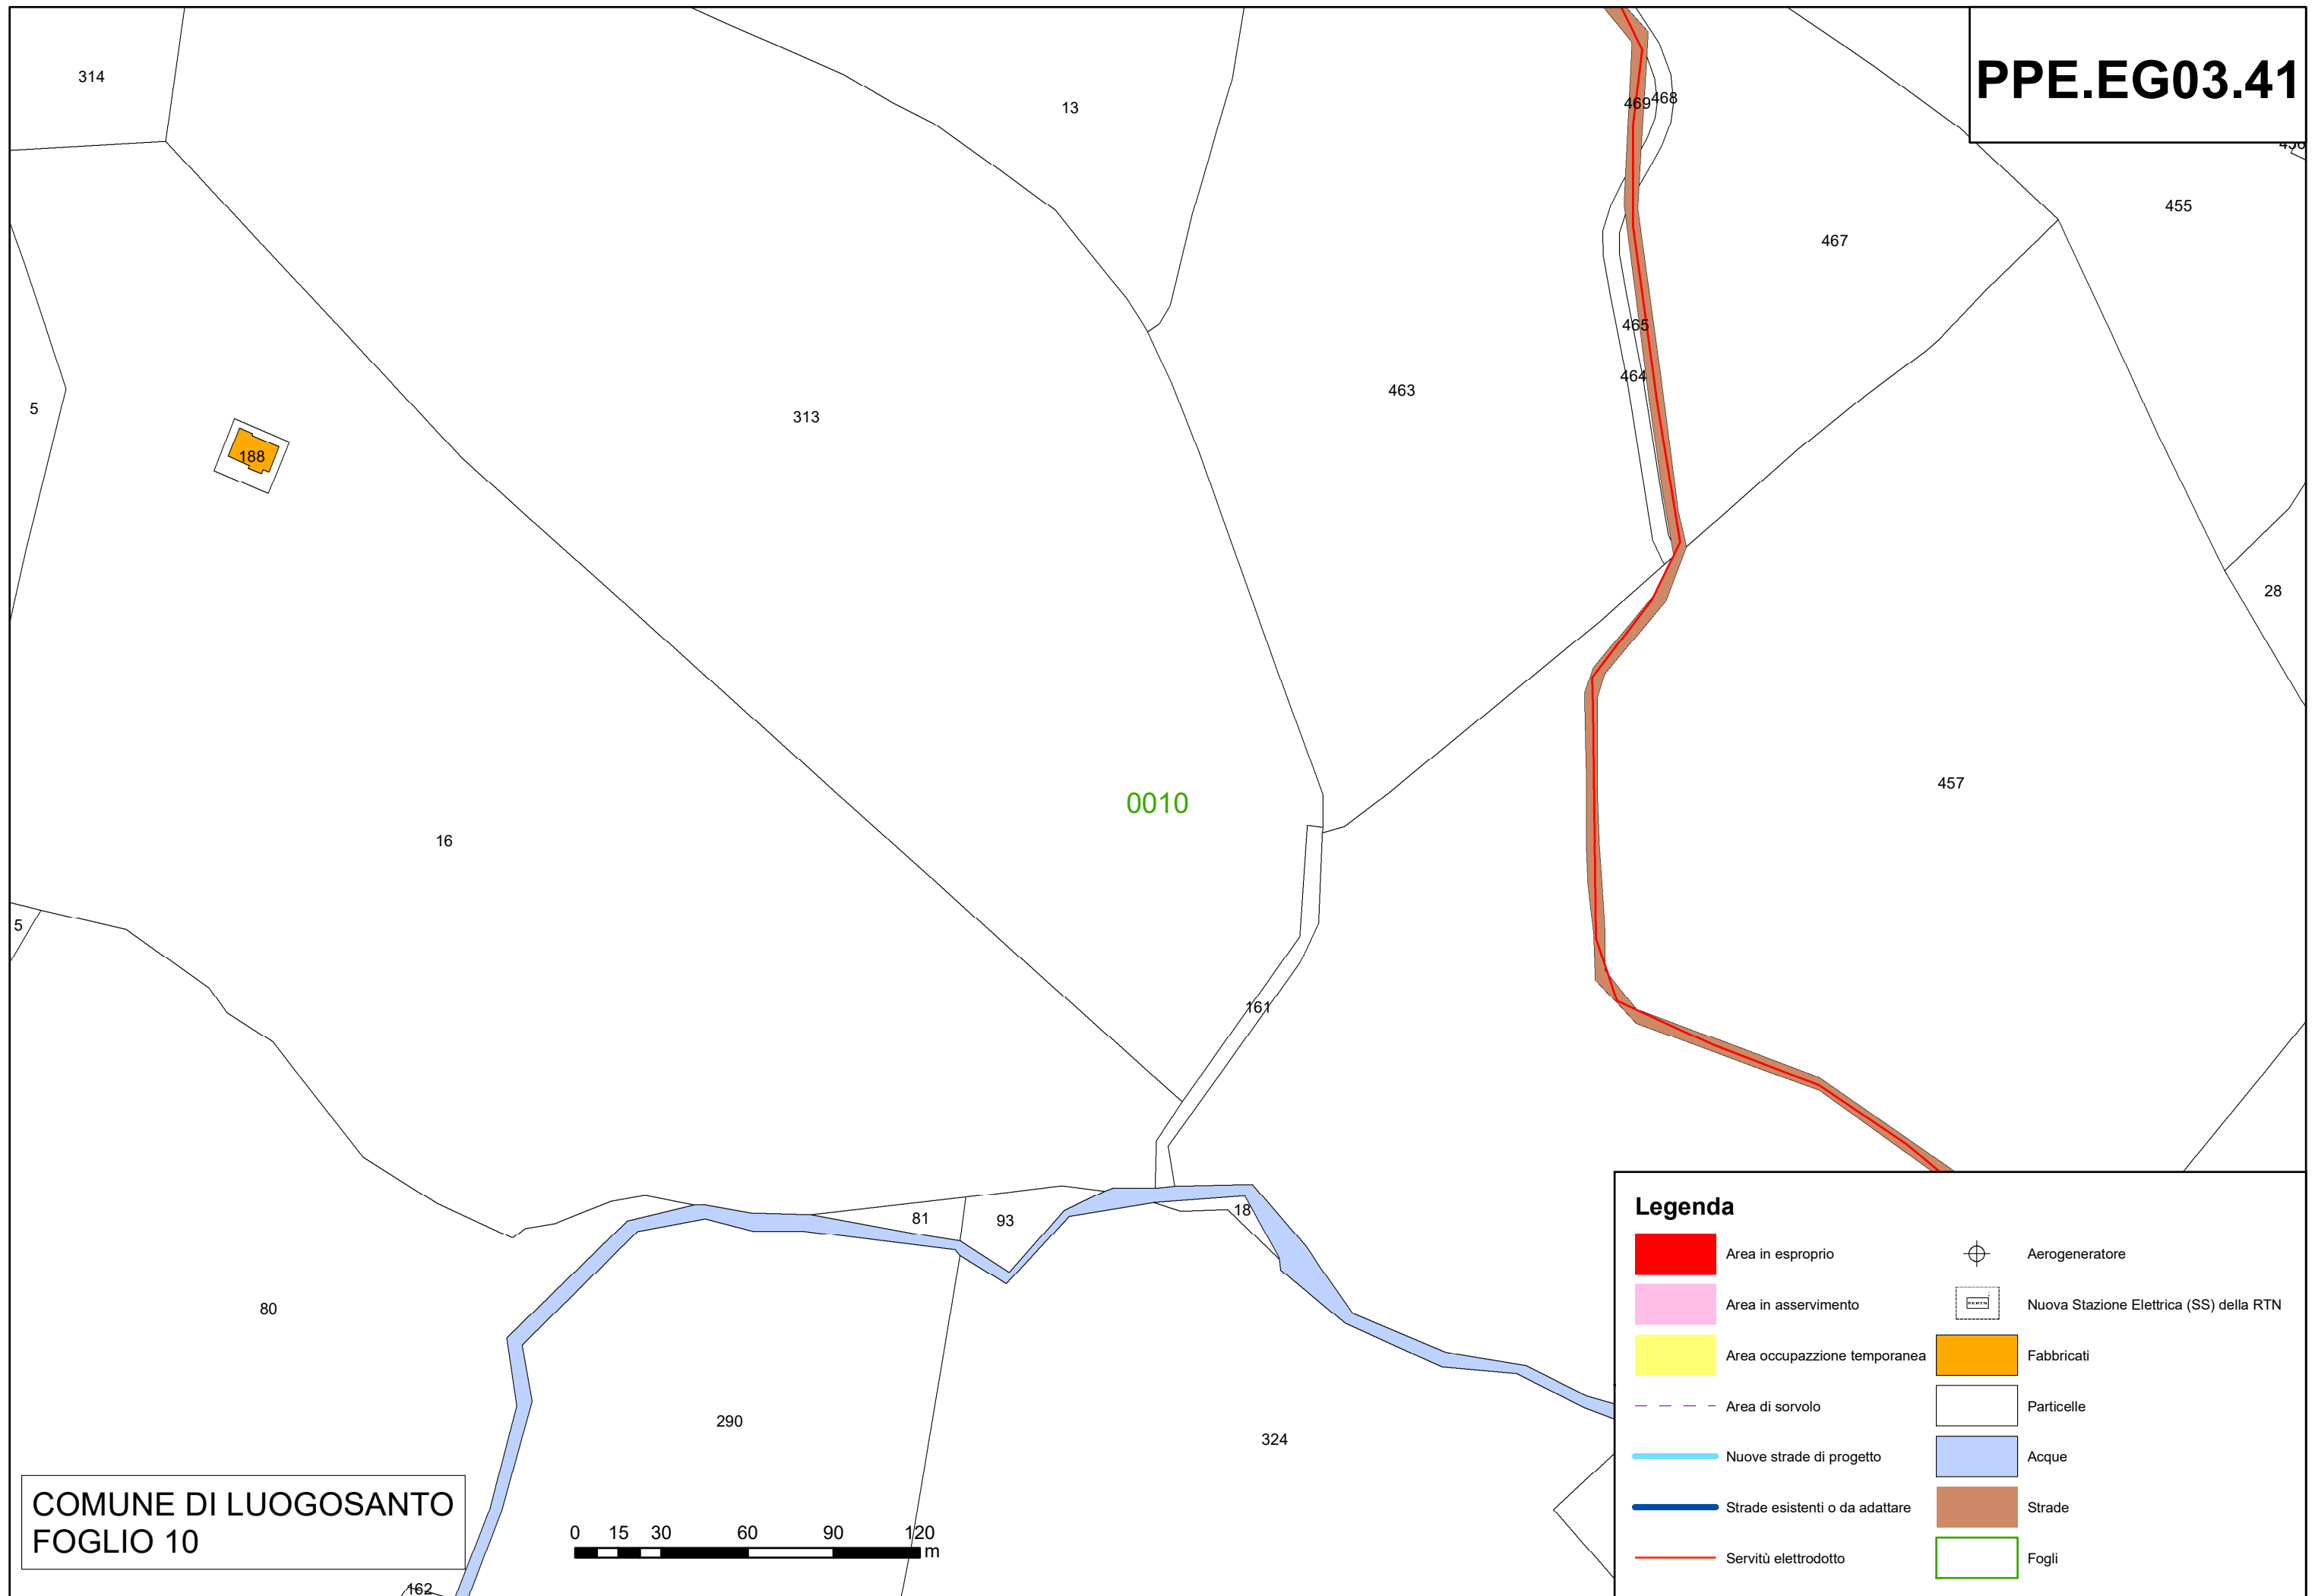 PPE.EG03.41
314
13
469
468
456
455
467
465
464
463
5
313
188
28
457
0010
16
5
161
18
81
93
80
290
324
162
COMUNE DI LUOGOSANTO
FOGLIO 10
0 15 30 60 90 120
m
Legenda
Area in esproprio
Area in asservimento
Area occupazzione temporanea
Area di sorvolo
Nuove strade di progetto
Strade esistenti o da adattare
Servitù elettrodotto
Aerogeneratore
Nuova Stazione Elettrica (SS) della RTN
Fabbricati
Particelle
Acque
Strade
Fogli